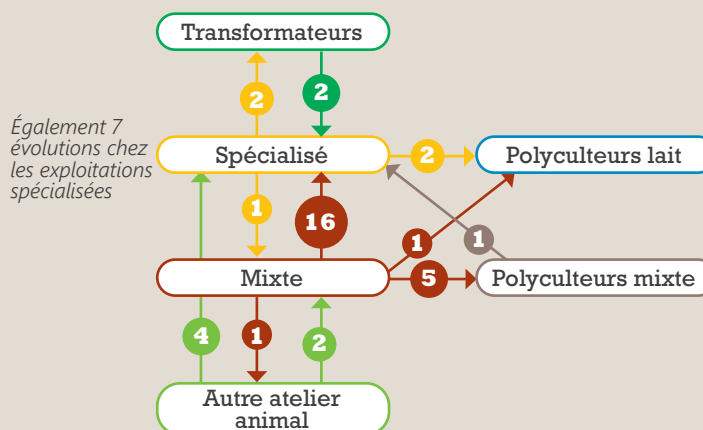 Transformateurs
2
2
Également 7
évolutions chez
les exploitations
spécialisées
Spécialisé
2
Polyculteurs lait
1
16
1
1
Mixte
5
Polyculteurs mixte
4
1
2
Autre atelier
animal